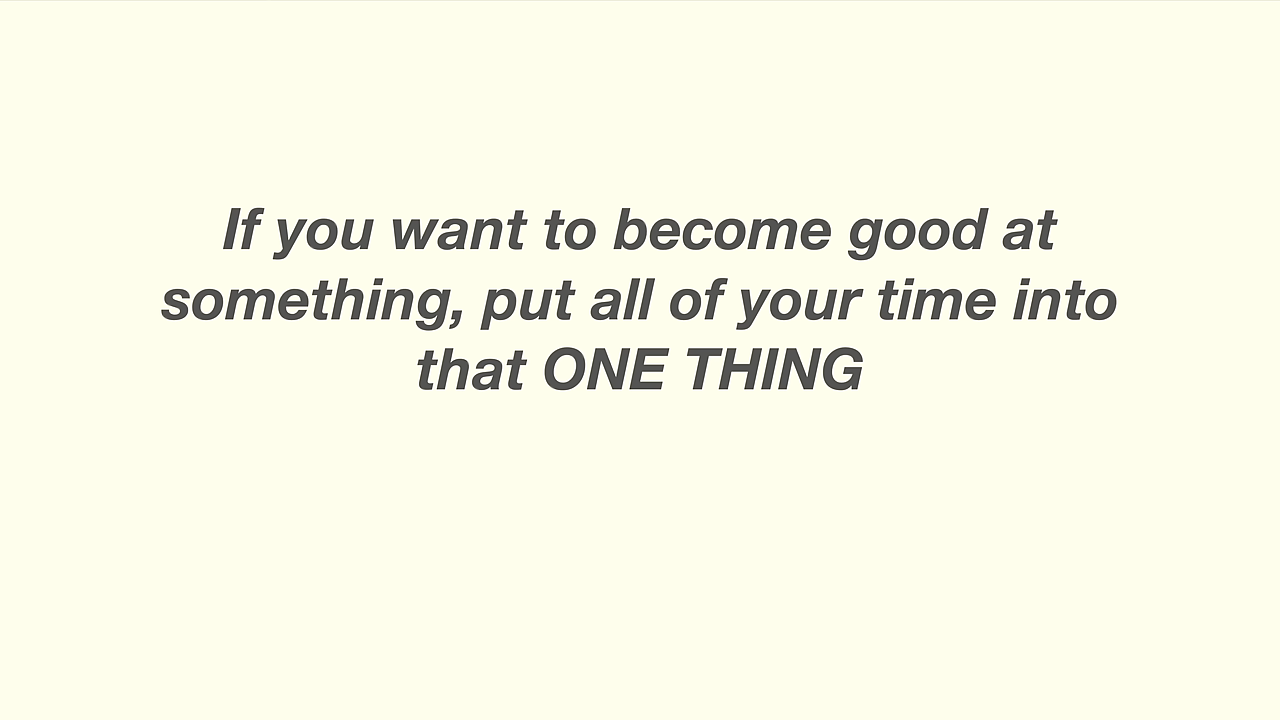 If you want to become good at
something, put all of your time into
that ONE THING